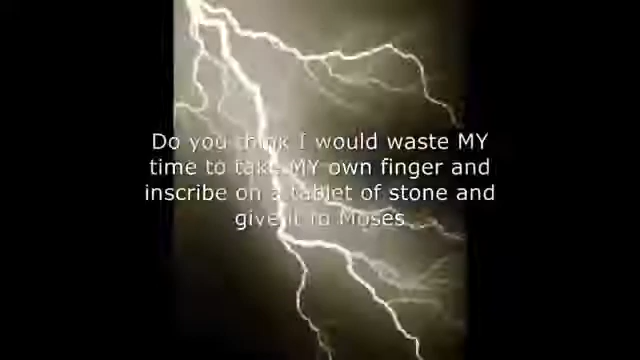 Do you think I would waste MY
time to take MY own finger and
inscribe on a tablet of stone and
give it to Moses